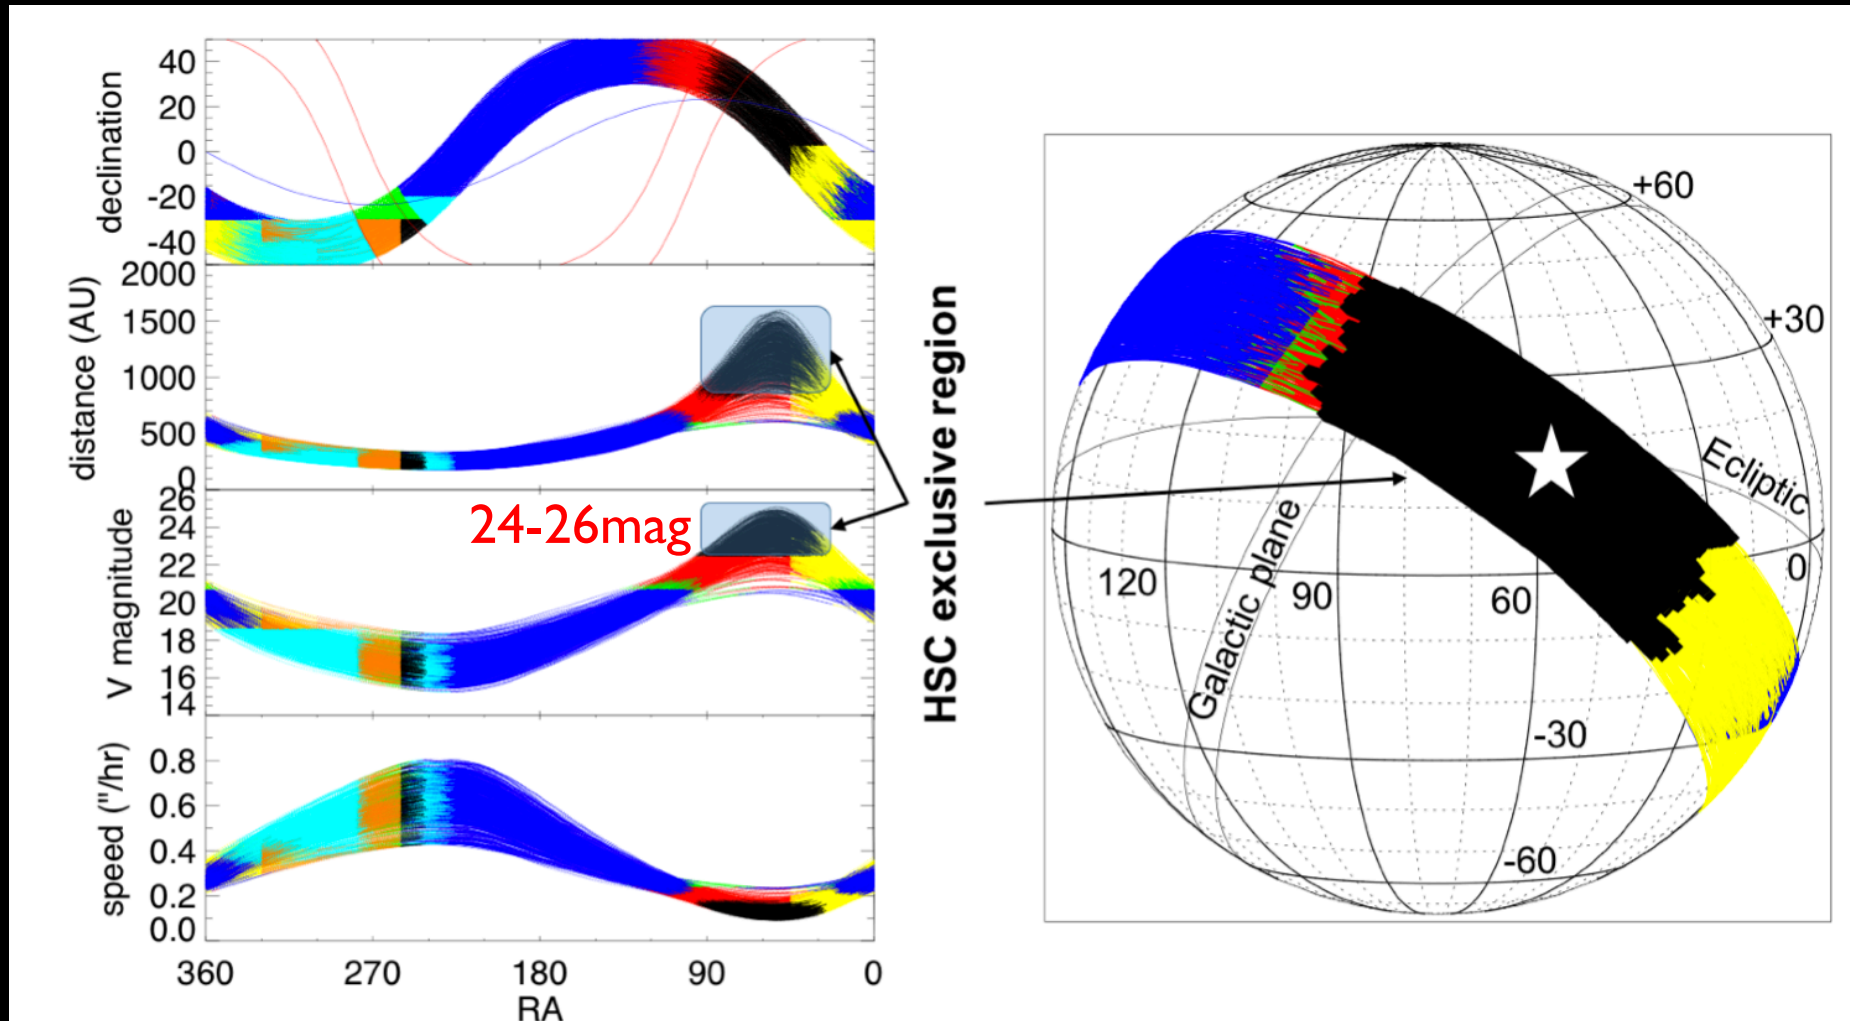 declination
40
20
0
-20
-40
distance (AU)
2000
1500
1000
500
0
V magnitude
26
24
22
20
18
16
14
24-26mag
speed ("/hr)
0.8
0.6
0.4
0.2
0.0
360 270 180 90 0
RA
HSC exclusive region
+60
+30
Ecliptic
0
120 90 60
Galactic plane
-30
-60